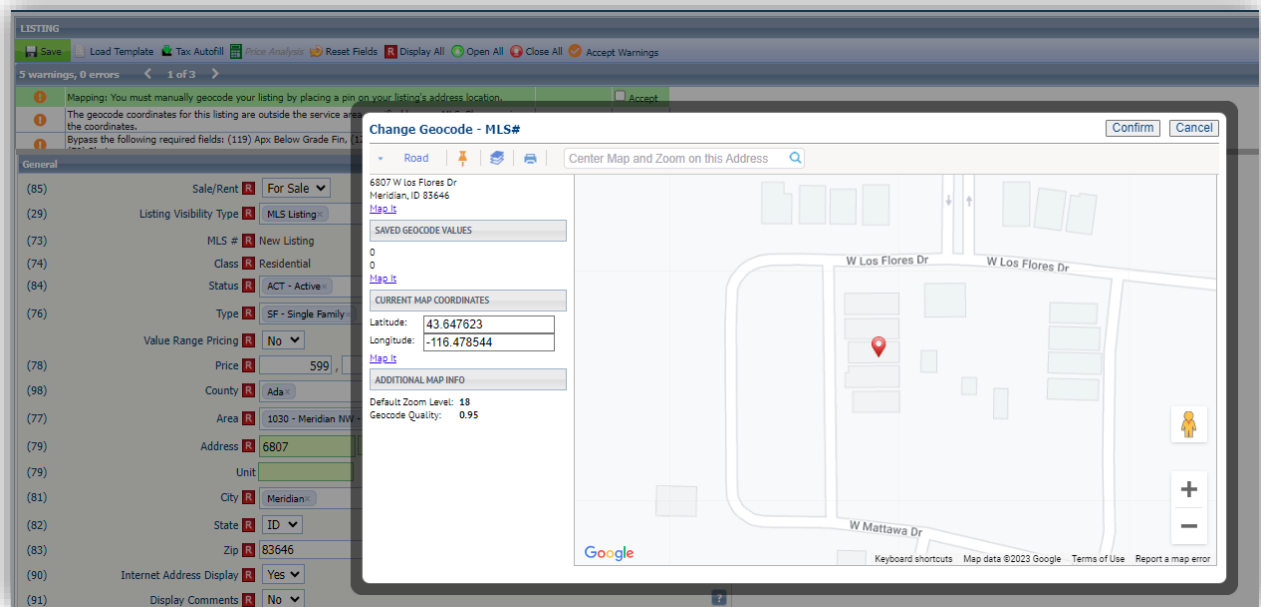 LISTING
Save Load Template Tax Autofill Price Analysis Reset Fields R Display All Open All Close All Accept Warnings
5 warnings, 0 errors 1 of 3
Mapping: You must manually geocode your listing by placing a pin on your listing's address location. Accept
The geocode coordinates for this listing are outside the service area
the coordinates.
Bypass the following required fields: (119) Apx Below Grade Fin,
General
(85) Sale/Rent R For Sale
(29) Listing Visibility Type R MLS Listing×
(73) MLS # R New Listing
(74) Class R Residential
(84) Status R ACT - Active×
(76) Type R SF - Single Family×
Value Range Pricing R No
(78) Price R 599 ,
(98) County R Ada×
(77) Area R 1030 - Meridian NW -
(79) Address R 6807
(79) Unit
(81) City R Meridian×
(82) State R ID
(83) Zip R 83646
(90) Internet Address Display R Yes
(91) Display Comments R No
?
Change Geocode - MLS#
Confirm Cancel
Road
Center Map and Zoom on this Address
6807 W los Flores Dr
Meridian, ID 83646
Map It
SAVED GEOCODE VALUES
0
0
Map It
CURRENT MAP COORDINATES
Latitude: 43.647623
Longitude: -116.478544
Map It
ADDITIONAL MAP INFO
Default Zoom Level: 18
Geocode Quality: 0.95
W Los Flores Dr
W Los Flores Dr
W Mattawa Dr
Google
Keyboard shortcuts Map data ©2023 Google Terms of Use Report a map error